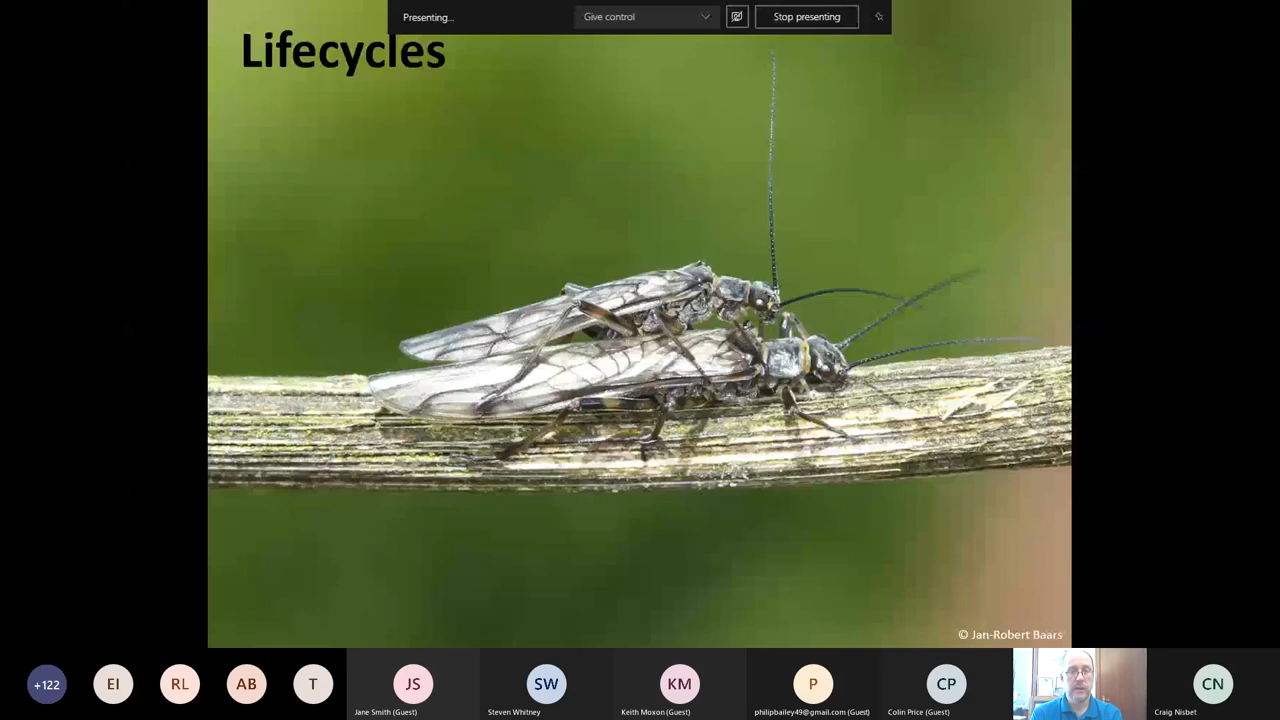 Presenting...
Give control
Stop presenting
Lifecycles
© Jan-Robert Baars
+122
EI
RL
AB
T
JS
SW
KM
P
CP
CN
Jane Smith (Guest)
Steven Whitney
Keith Moxon (Guest)
philipbailey49@gmail.com (Guest)
Colin Price (Guest)
Craig Nisbet